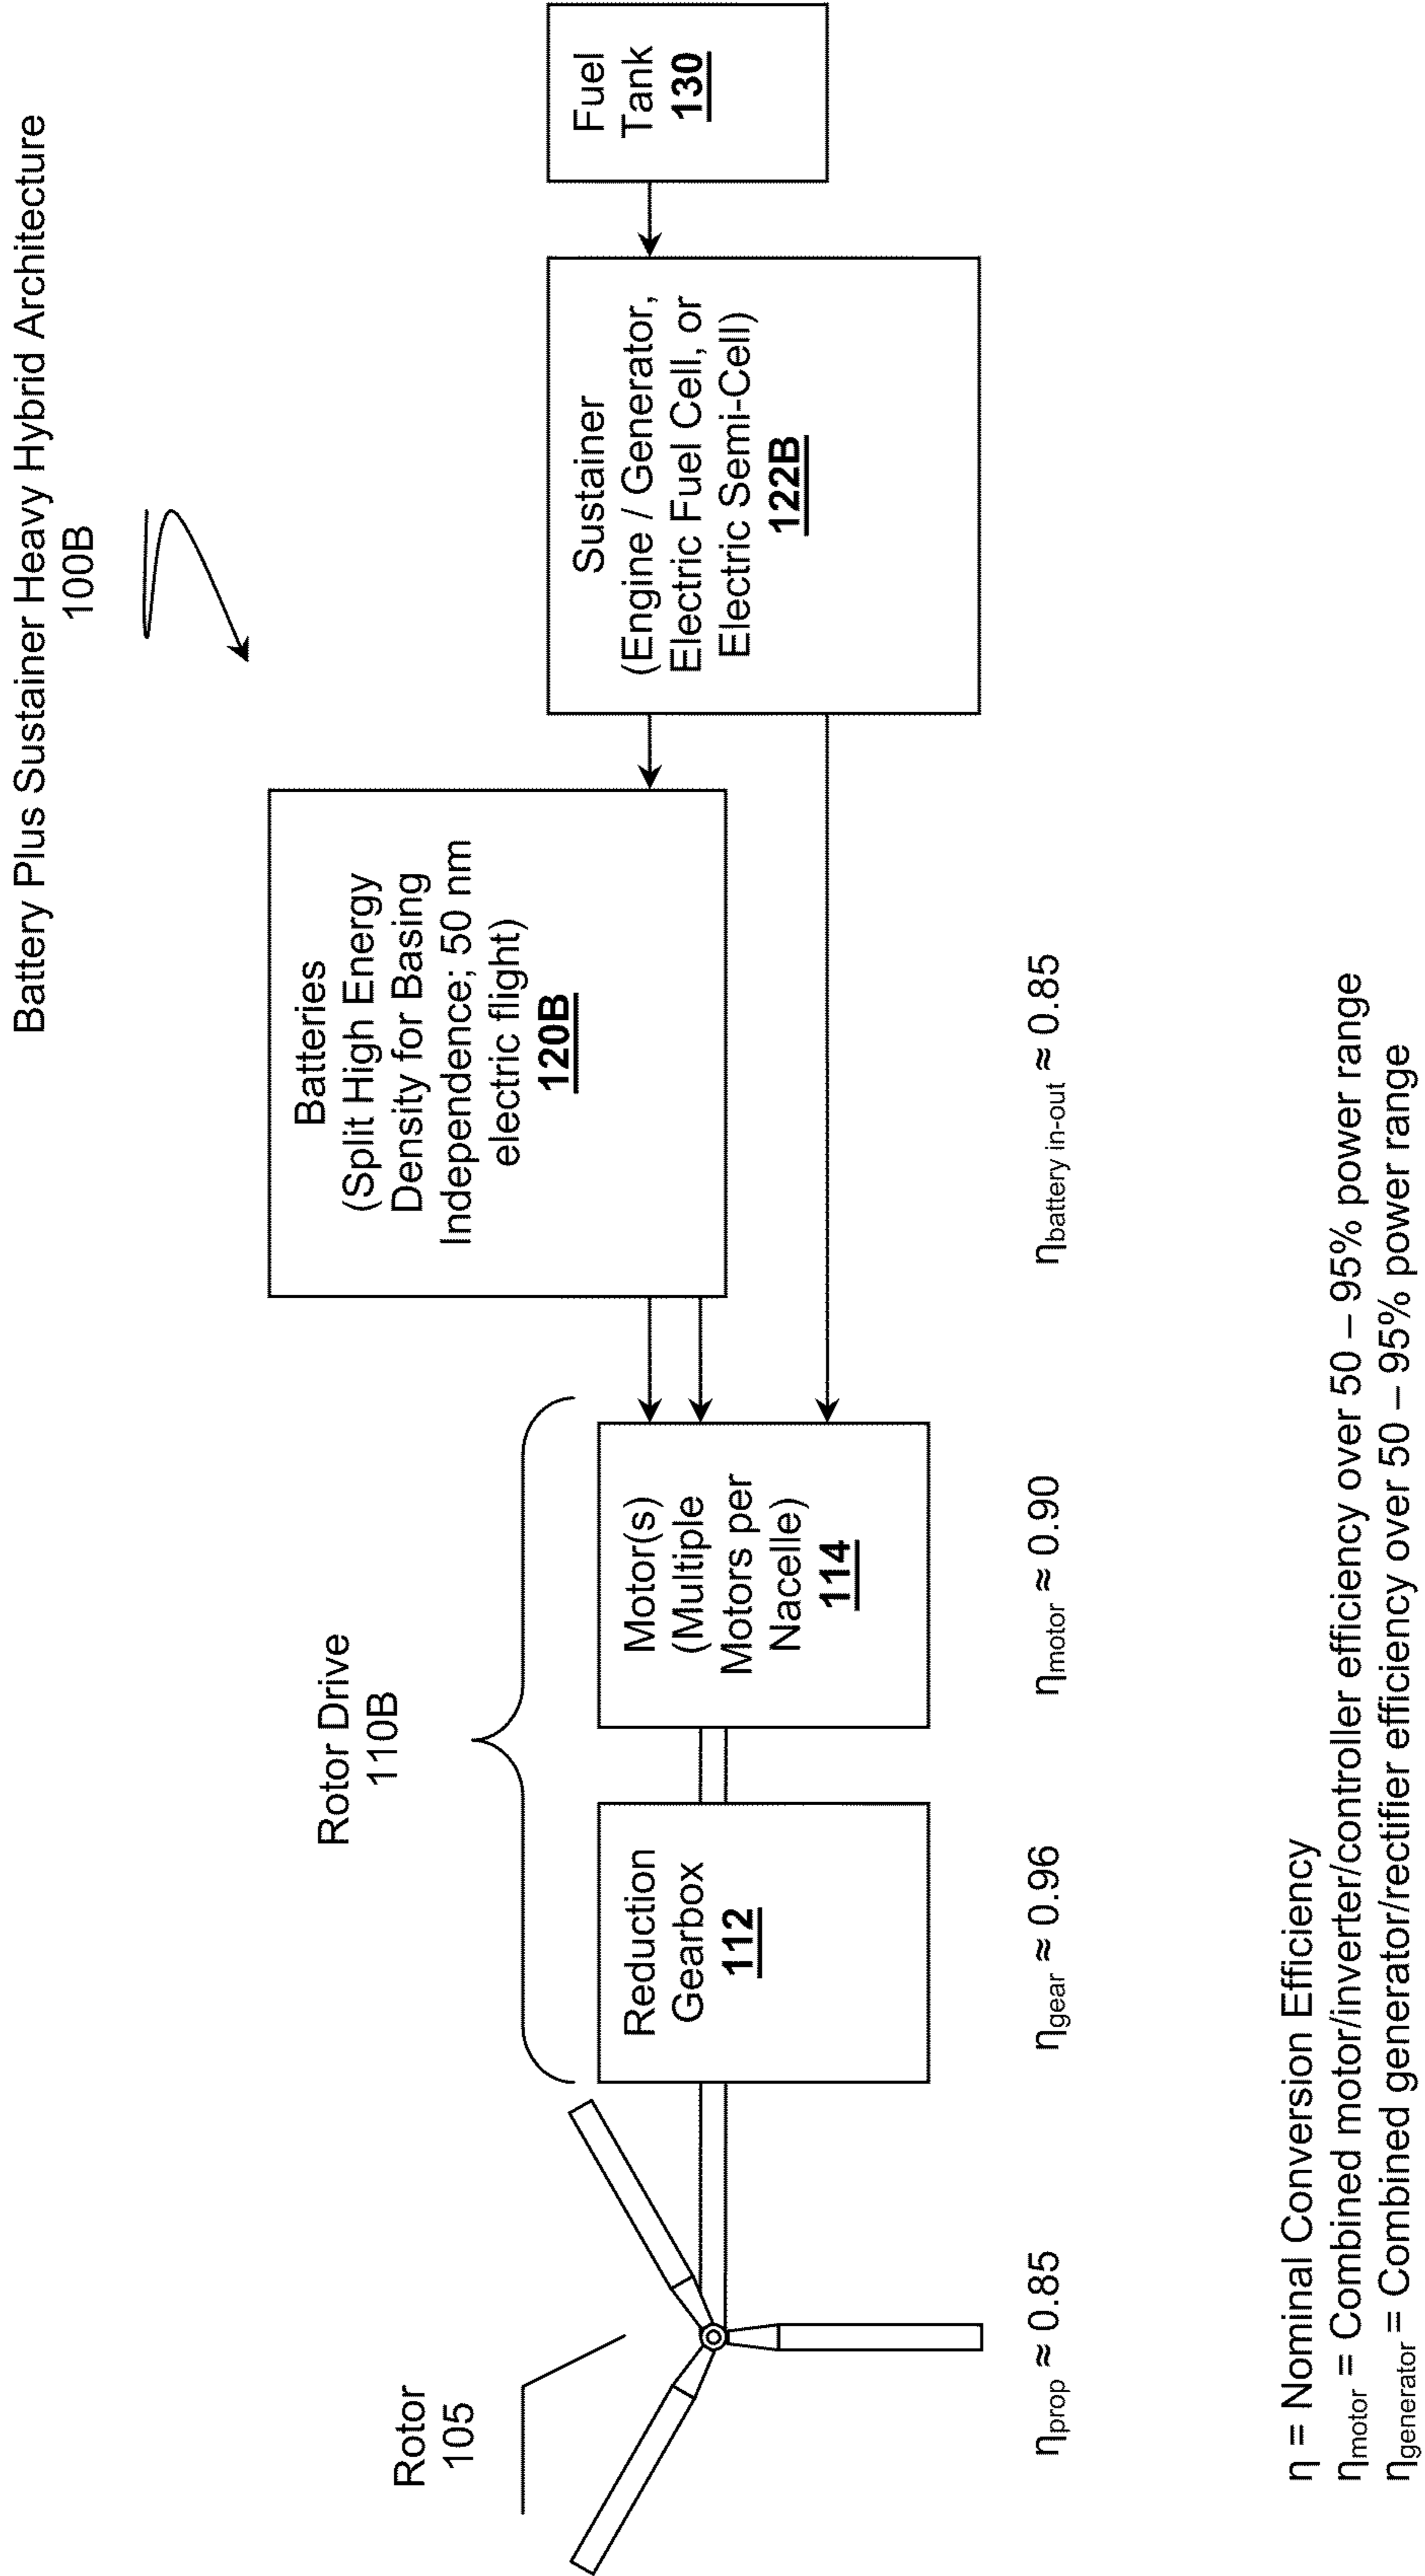 Battery Plus Sustainer Heavy Hybrid Architecture
100B
Rotor
105
Rotor Drive
110B
Reduction
Gearbox
112
Motor(s)
(Multiple
Motors per
Nacelle)
114
Batteries
(Split High Energy
Density for Basing
Independence; 50 nm
electric flight)
120B
Sustainer
(Engine / Generator,
Electric Fuel Cell, or
Electric Semi-Cell)
122B
Fuel
Tank
130
ηprop ≈ 0.85
ηgear ≈ 0.96
ηmotor ≈ 0.90
ηbattery in-out ≈ 0.85
η = Nominal Conversion Efficiency
ηmotor = Combined motor/inverter/controller efficiency over 50 – 95% power range
ηgenerator = Combined generator/rectifier efficiency over 50 – 95% power range